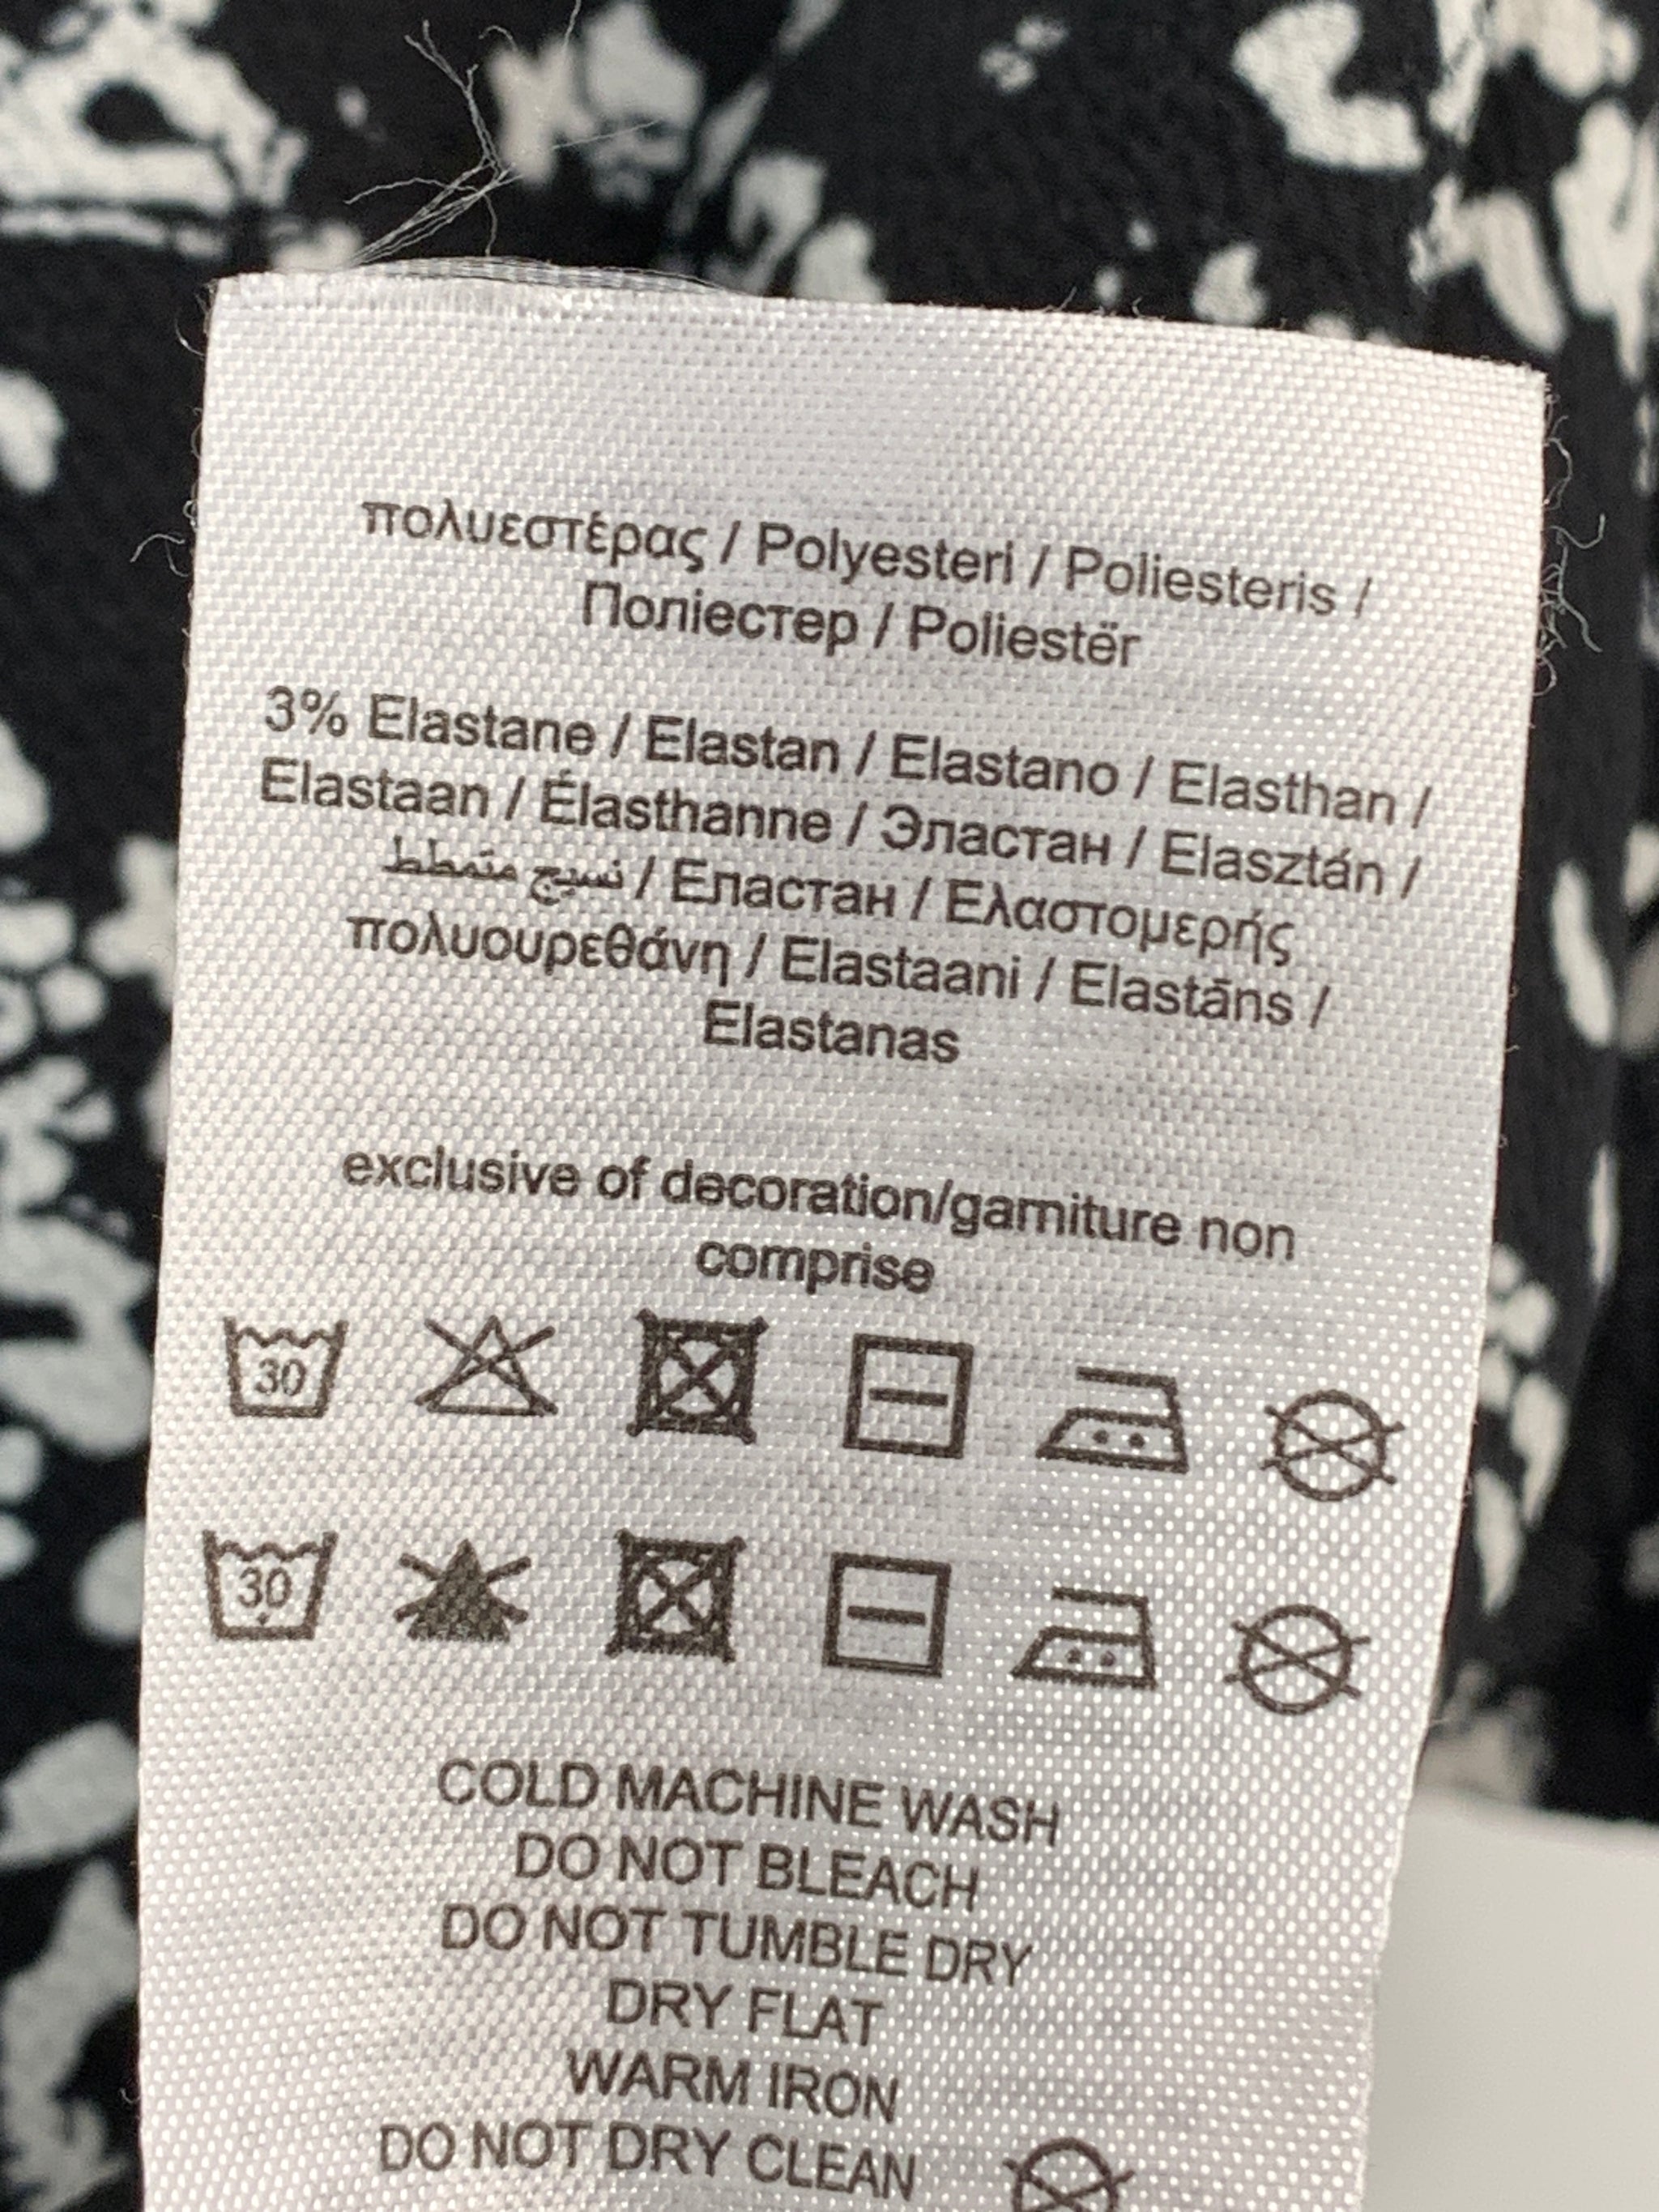 πολυεστέρας / Polyesteri / Poliesteris /
Поліестер / Poliestër
3% Elastane / Elastan / Elastano / Elasthan /
Elastaan / Élasthanne / Эластан / Elasztán /
نسيج متمطط / Еластан / Ελαστομερής
πολυουρεθάνη / Elastaani / Elastāns /
Elastanas
exclusive of decoration/garniture non
comprise
30
30
COLD MACHINE WASH
DO NOT BLEACH
DO NOT TUMBLE DRY
DRY FLAT
WARM IRON
DO NOT DRY CLEAN